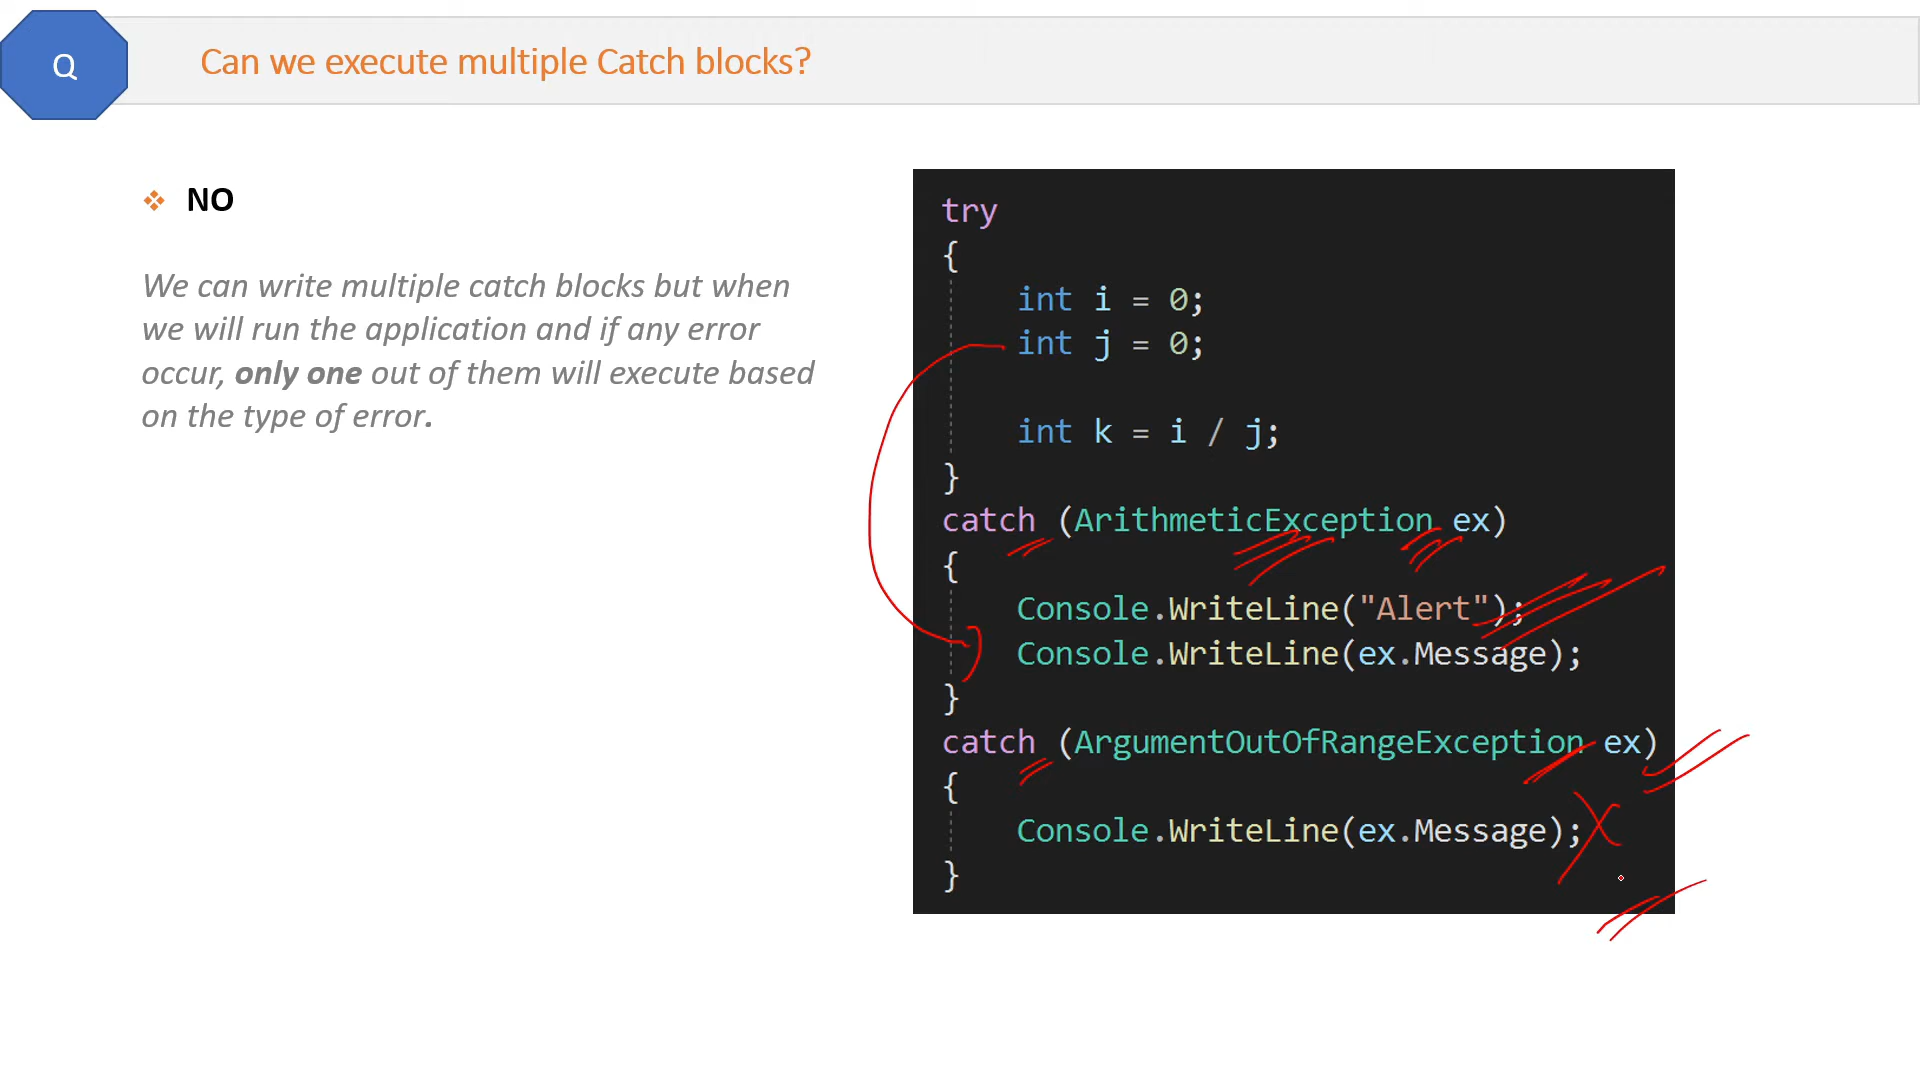 Q
Can we execute multiple Catch blocks?
NO
We can write multiple catch blocks but when
we will run the application and if any error
occur, only one out of them will execute based
on the type of error.
try
{
int i = 0;
int j = 0;
int k = i / j;
}
catch (ArithmeticException ex)
{
Console.WriteLine("Alert");
Console.WriteLine(ex.Message);
}
catch (ArgumentOutOfRangeException ex)
{
Console.WriteLine(ex.Message);
}